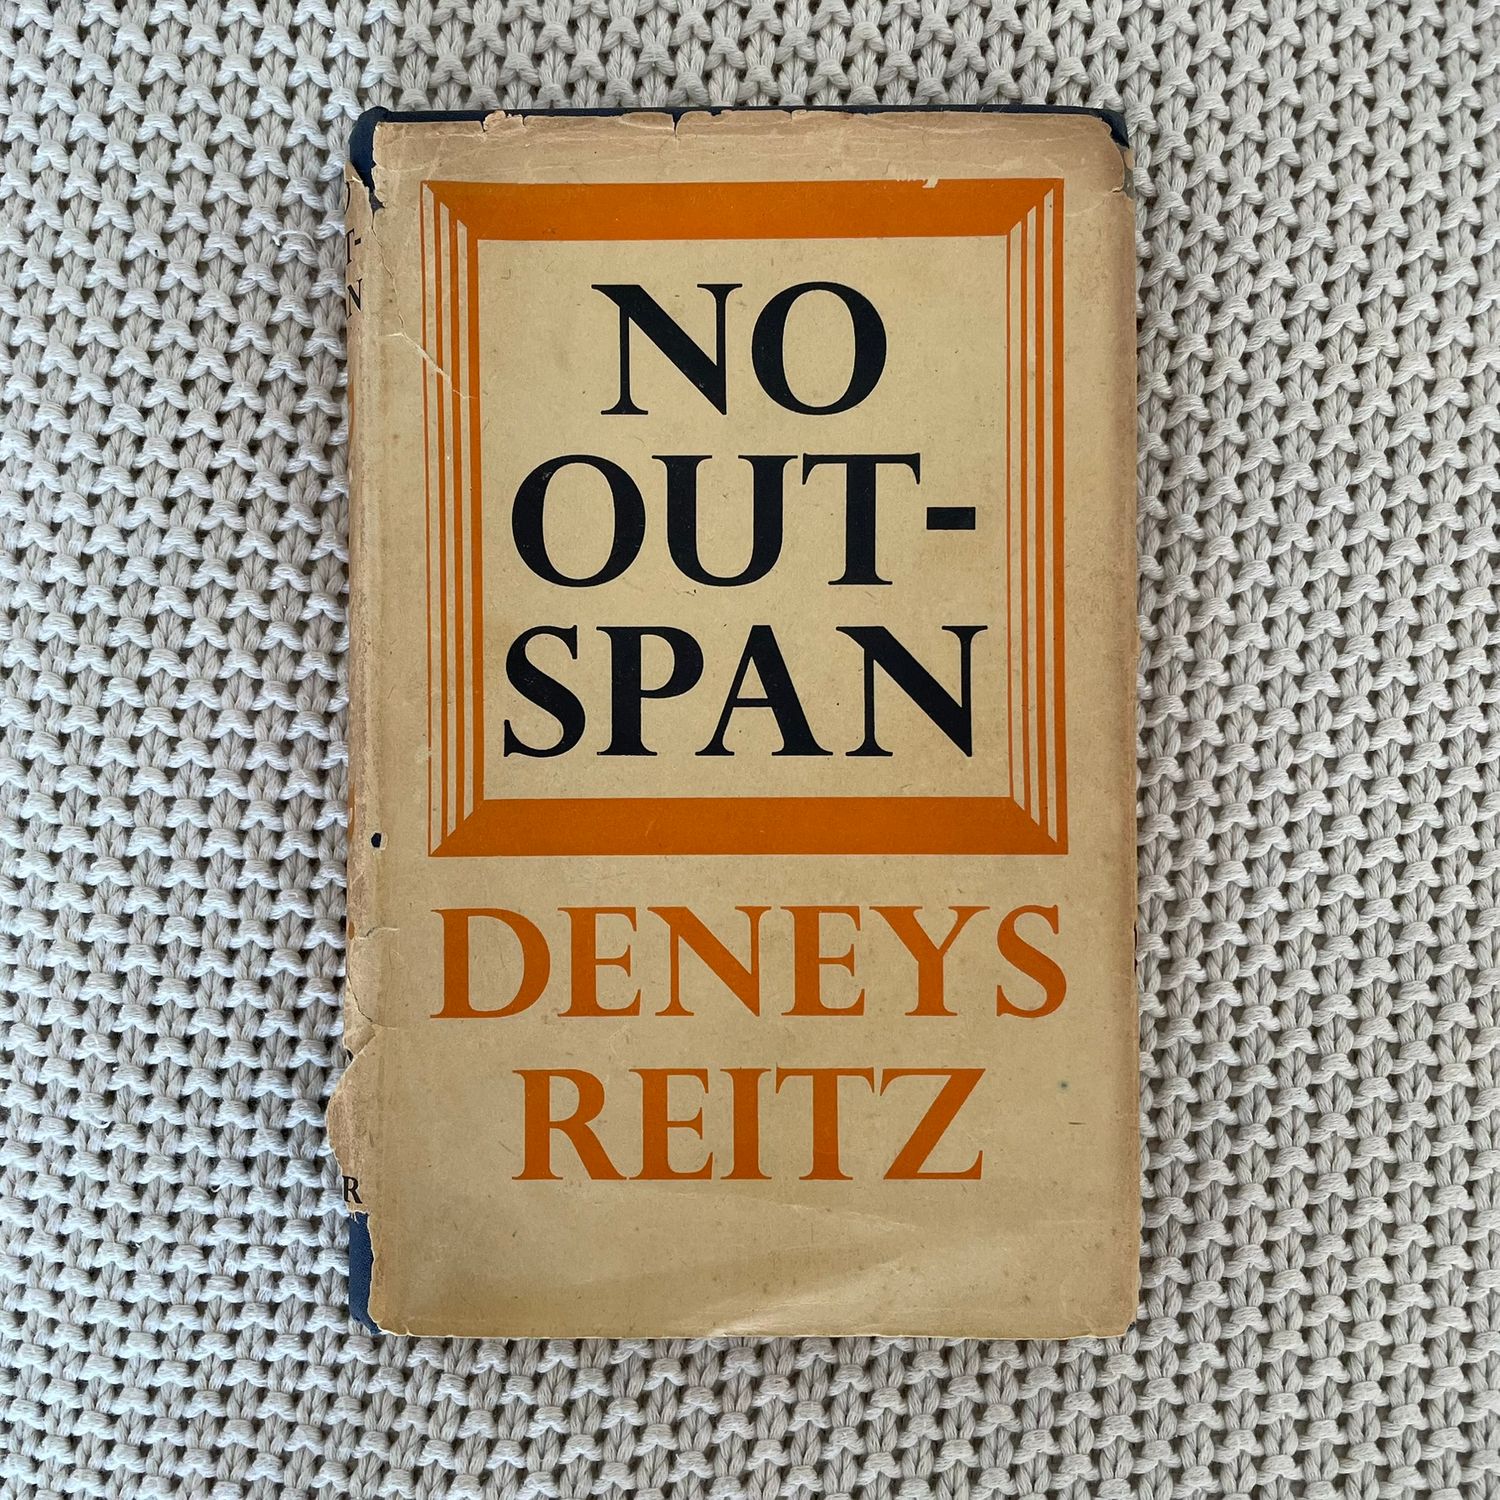 NO
OUT-
SPAN
DENEYS
REITZ